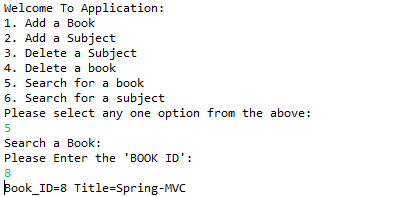 Welcome To Application:
1. Add a Book
2. Add a Subject
3. Delete a Subject
4. Delete a book
5. Search for a book
6. Search for a subject
Please select any one option from the above:
5
Search a Book:
Please Enter the 'BOOK ID':
8
Book_ID=8 Title=Spring-MVC